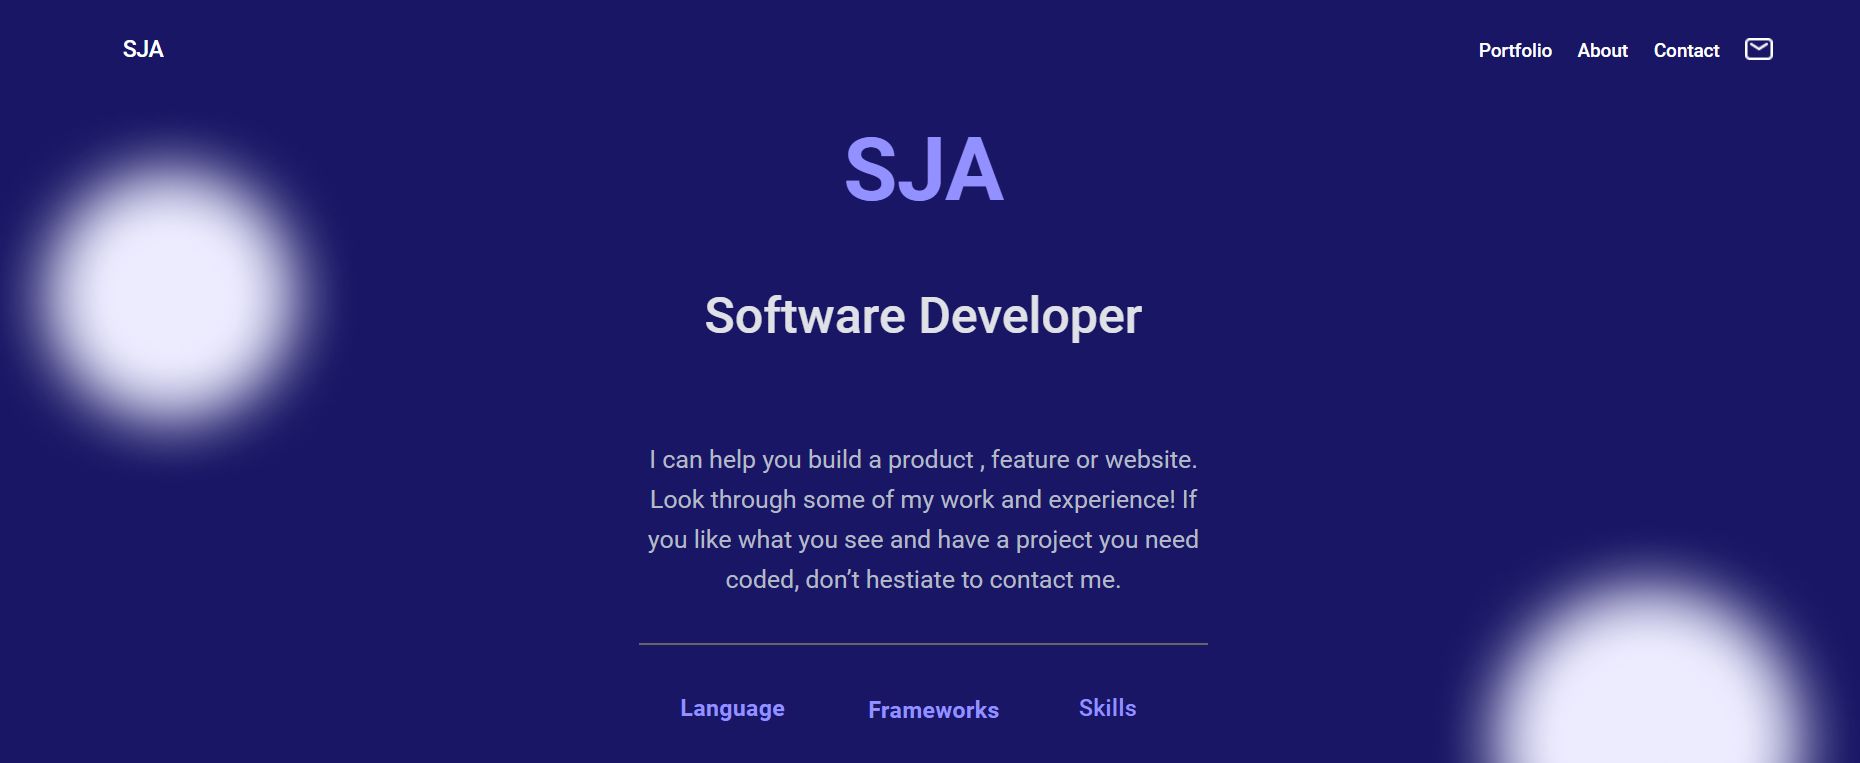 SJA
Portfolio About Contact
SJA
Software Developer
I can help you build a product , feature or website.
Look through some of my work and experience! If
you like what you see and have a project you need
coded, don’t hestiate to contact me.
Language Frameworks Skills